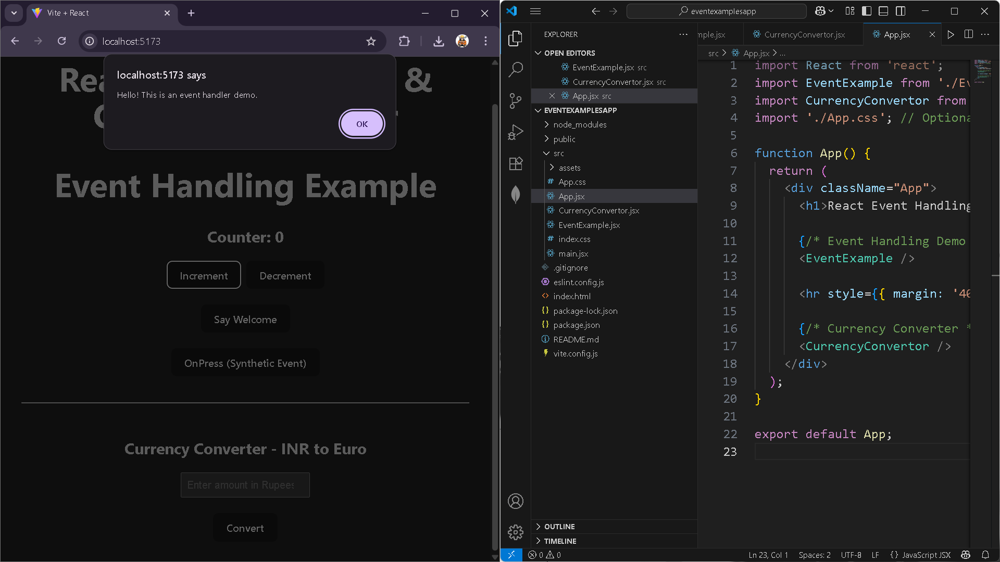 Vite + React
localhost:5173
localhost:5173 says
Hello! This is an event handler demo.
OK
&
Event Handling Example
Counter: 0
Increment
Decrement
Say Welcome
OnPress (Synthetic Event)
Currency Converter - INR to Euro
Enter amount in Rupees
Convert
eventexamplesapp
EXPLORER
mple.jsx
CurrencyConvertor.jsx
App.jsx
src > App.jsx > ...
OPEN EDITORS
EventExample.jsx src
CurrencyConvertor.jsx src
App.jsx src
EVENTEXAMPLESAPP
node_modules
public
src
assets
App.css
App.jsx
CurrencyConvertor.jsx
EventExample.jsx
index.css
main.jsx
.gitignore
eslint.config.js
index.html
package-lock.json
package.json
README.md
vite.config.js
OUTLINE
TIMELINE
1 import React from 'react';
2 import EventExample from './Ev
3 import CurrencyConvertor from
4 import './App.css'; // Optiona
5
6 function App() {
7 return (
8 <div className="App">
9 <h1>React Event Handling
10
11 {/* Event Handling Demo
12 <EventExample />
13
14 <hr style={{ margin: '40
15
16 {/* Currency Converter *
17 <CurrencyConvertor />
18 </div>
19 );
20 }
21
22 export default App;
23
0 0
Ln 23, Col 1
Spaces: 2
UTF-8
LF
{} JavaScript JSX